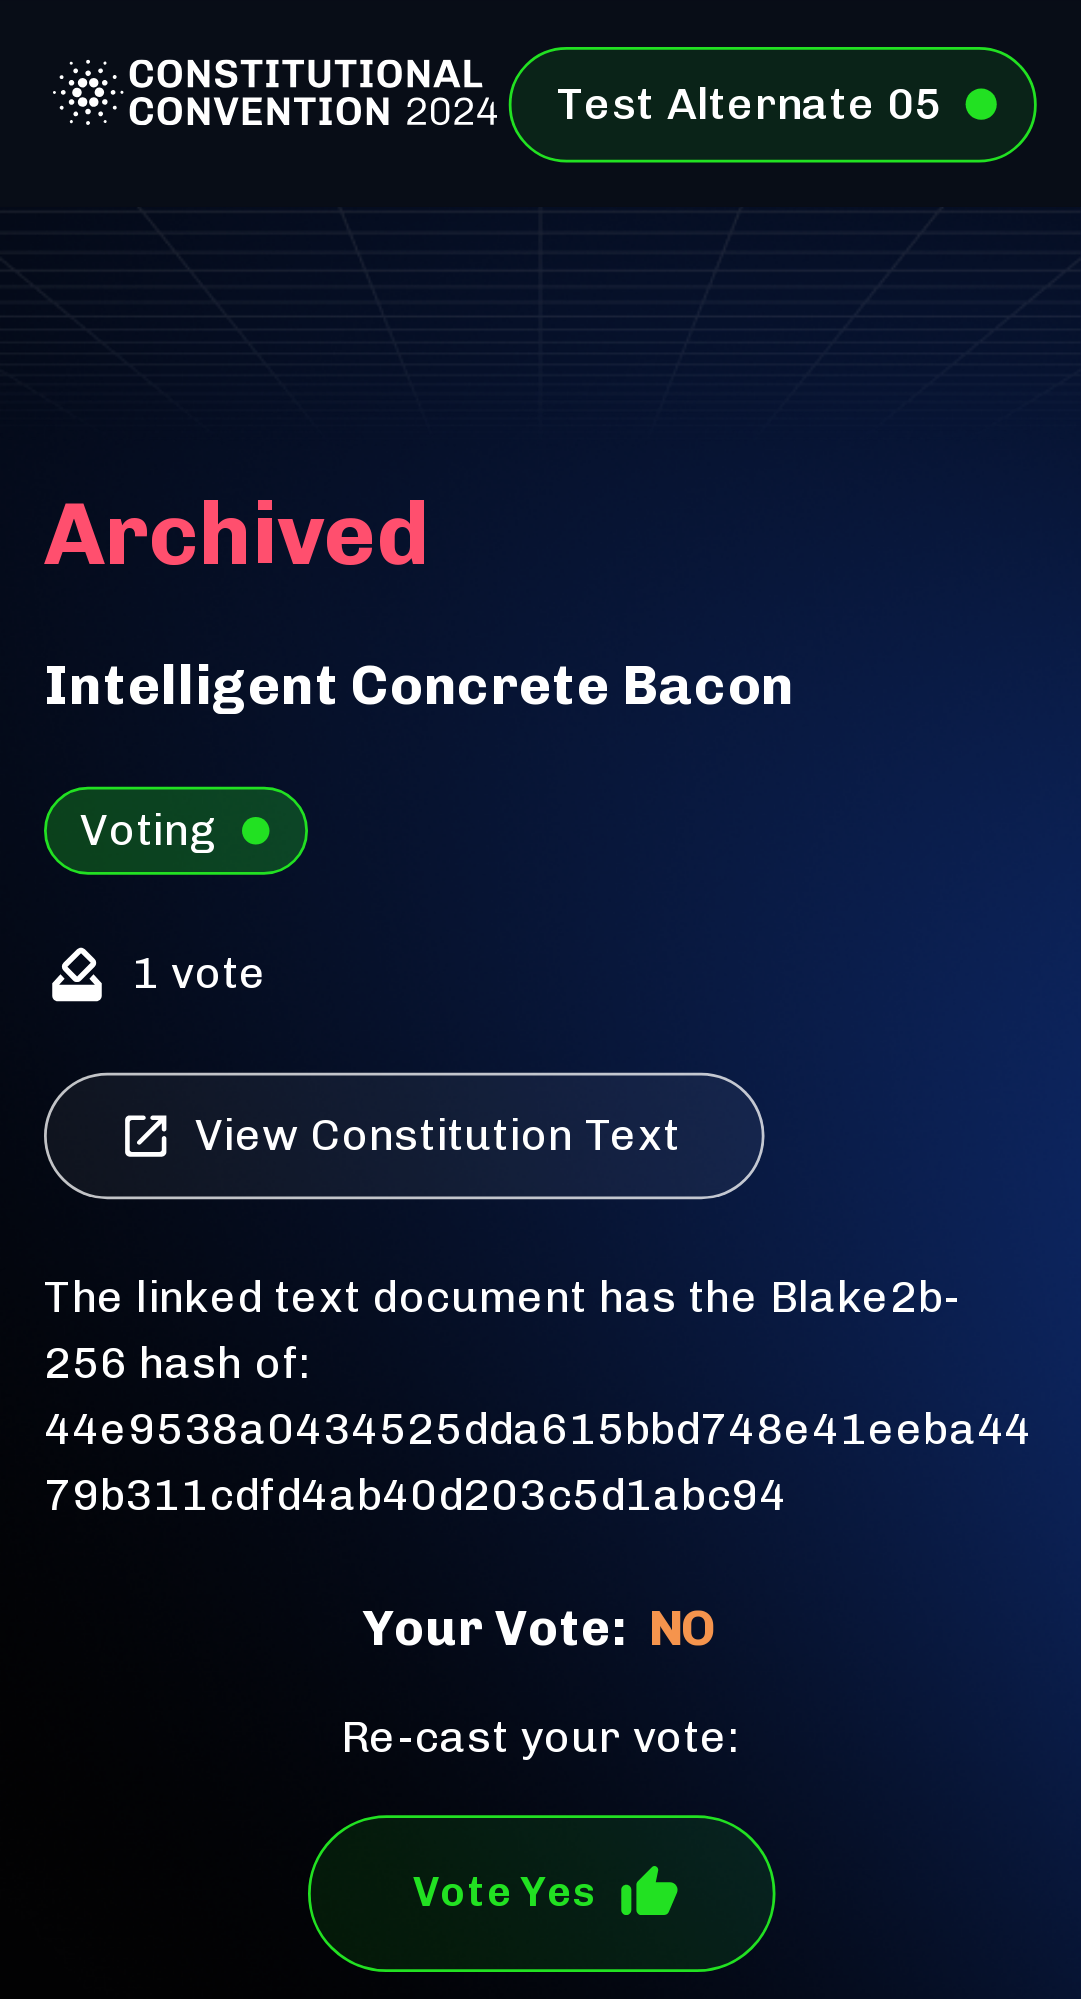 CONSTITUTIONAL
CONVENTION 2024
Test Alternate 05
Archived
Intelligent Concrete Bacon
Voting
1 vote
View Constitution Text
The linked text document has the Blake2b-
256 hash of:
44e9538a0434525dda615bbd748e41eeba44
79b311cdfd4ab40d203c5d1abc94
Your Vote: NO
Re-cast your vote:
Vote Yes